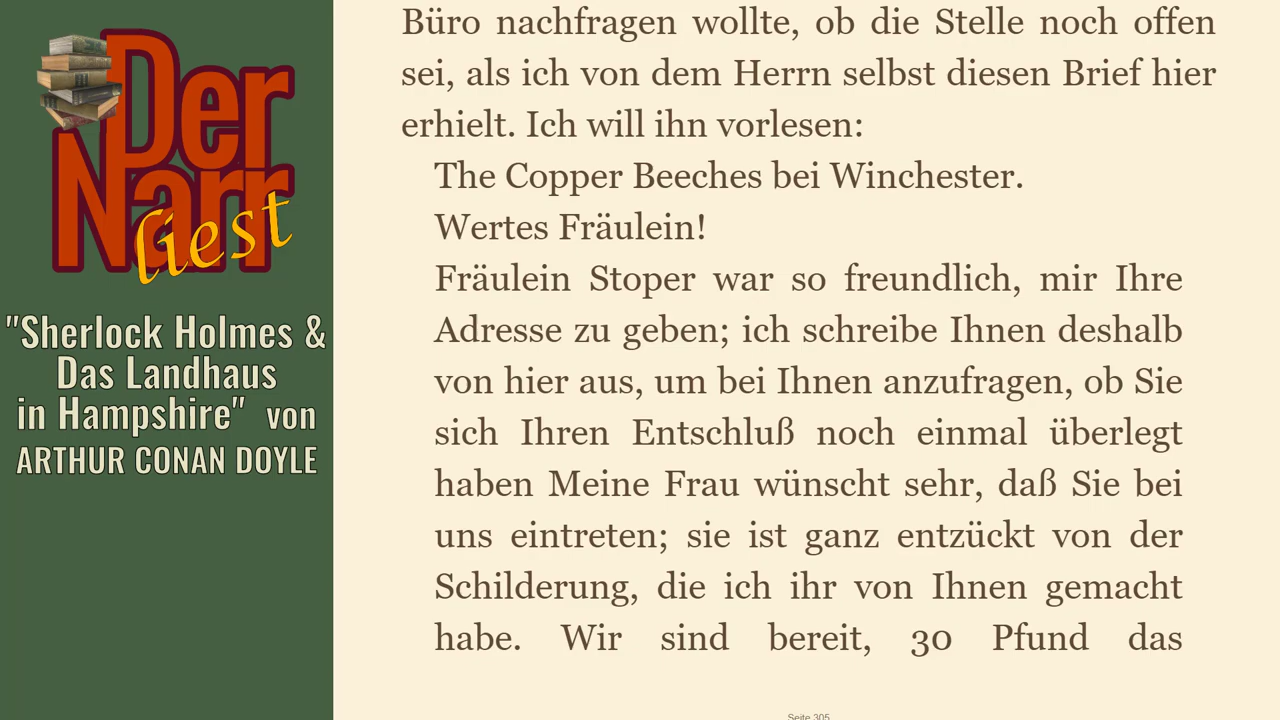 Der
Narr
liest
"Sherlock Holmes &
Das Landhaus
in Hampshire" von
ARTHUR CONAN DOYLE
Büro nachfragen wollte, ob die Stelle noch offen
sei, als ich von dem Herrn selbst diesen Brief hier
erhielt. Ich will ihn vorlesen:
The Copper Beeches bei Winchester.
Wertes Fräulein!
Fräulein Stoper war so freundlich, mir Ihre
Adresse zu geben; ich schreibe Ihnen deshalb
von hier aus, um bei Ihnen anzufragen, ob Sie
sich Ihren Entschluß noch einmal überlegt
haben Meine Frau wünscht sehr, daß Sie bei
uns eintreten; sie ist ganz entzückt von der
Schilderung, die ich ihr von Ihnen gemacht
habe. Wir sind bereit, 30 Pfund das
Seite 305